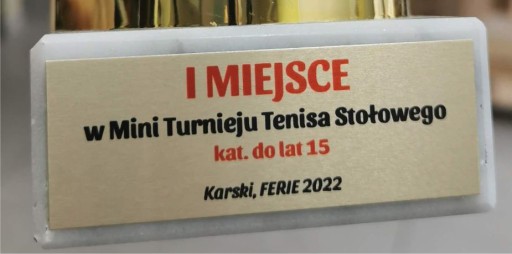 I MIEJSCE
w Mini Turnieju Tenisa Stołowego
kat. do lat 15
Karski, FERIE 2022